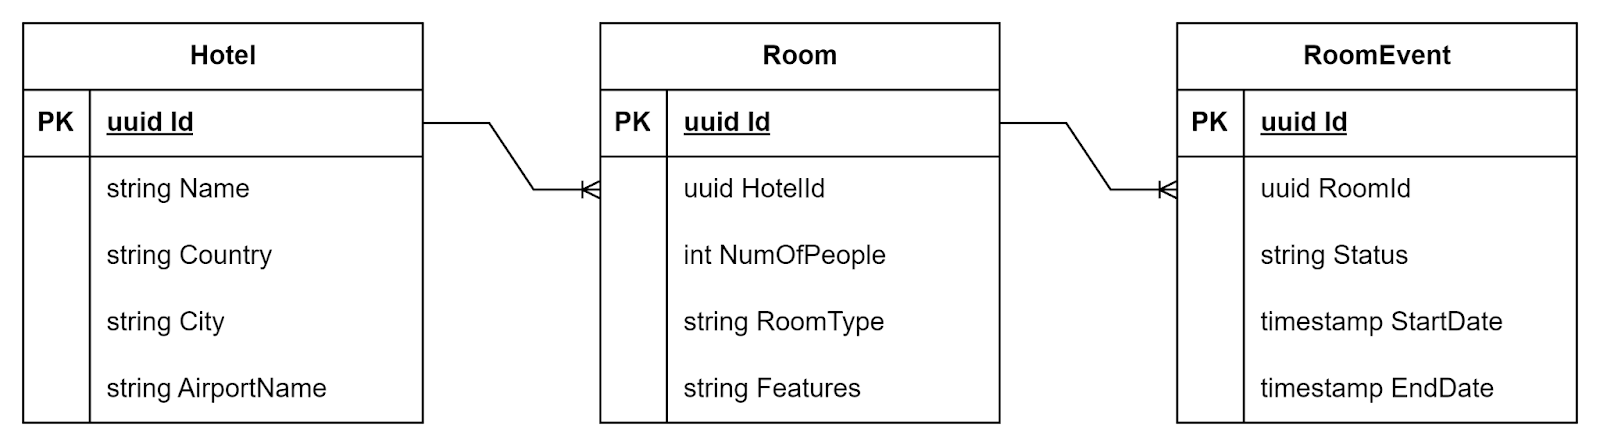 Hotel
PK uuid Id
string Name
string Country
string City
string AirportName
Room
PK uuid Id
uuid HotelId
int NumOfPeople
string RoomType
string Features
RoomEvent
PK uuid Id
uuid RoomId
string Status
timestamp StartDate
timestamp EndDate